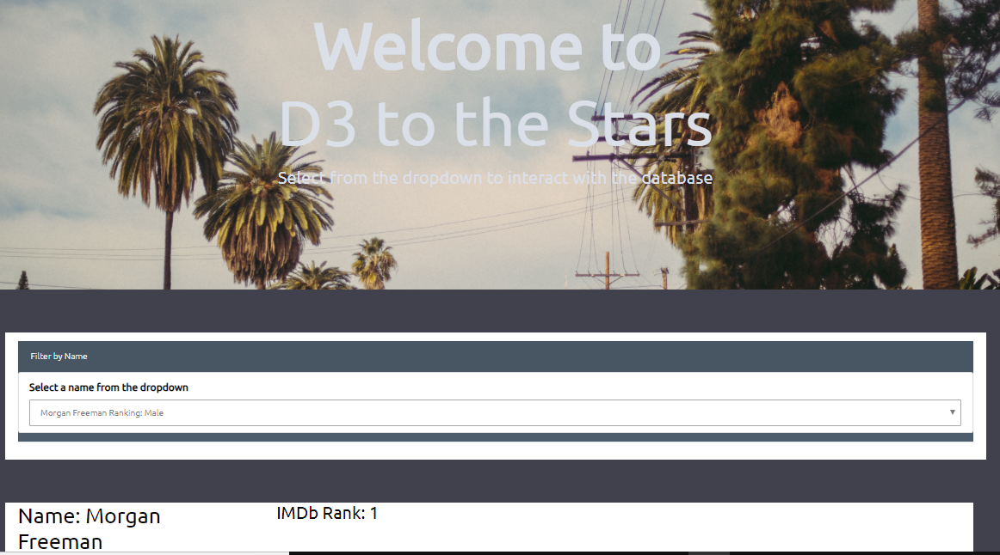 Welcome to
D3 to the Stars
Select from the dropdown to interact with the database
Filter by Name
Select a name from the dropdown
Morgan Freeman Ranking: Male
Name: Morgan
Freeman
IMDb Rank: 1